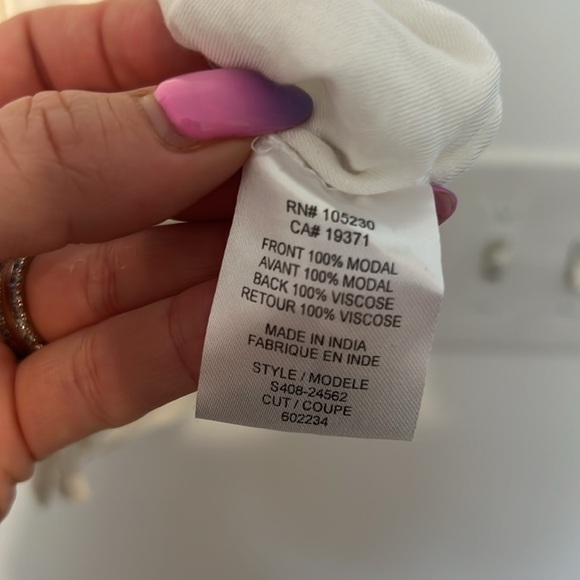 RN# 105230
CA# 19371
FRONT 100% MODAL
AVANT 100% MODAL
BACK 100% VISCOSE
RETOUR 100% VISCOSE
MADE IN INDIA
FABRIQUE EN INDE
STYLE / MODELE
S408-24562
CUT / COUPE
602234